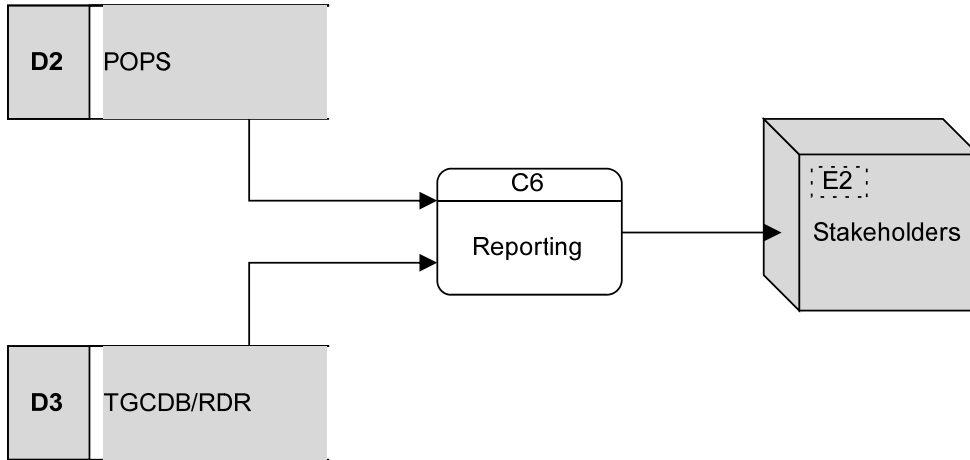 D2 POPS
C6
Reporting
E2
Stakeholders
D3 TGCDB/RDR